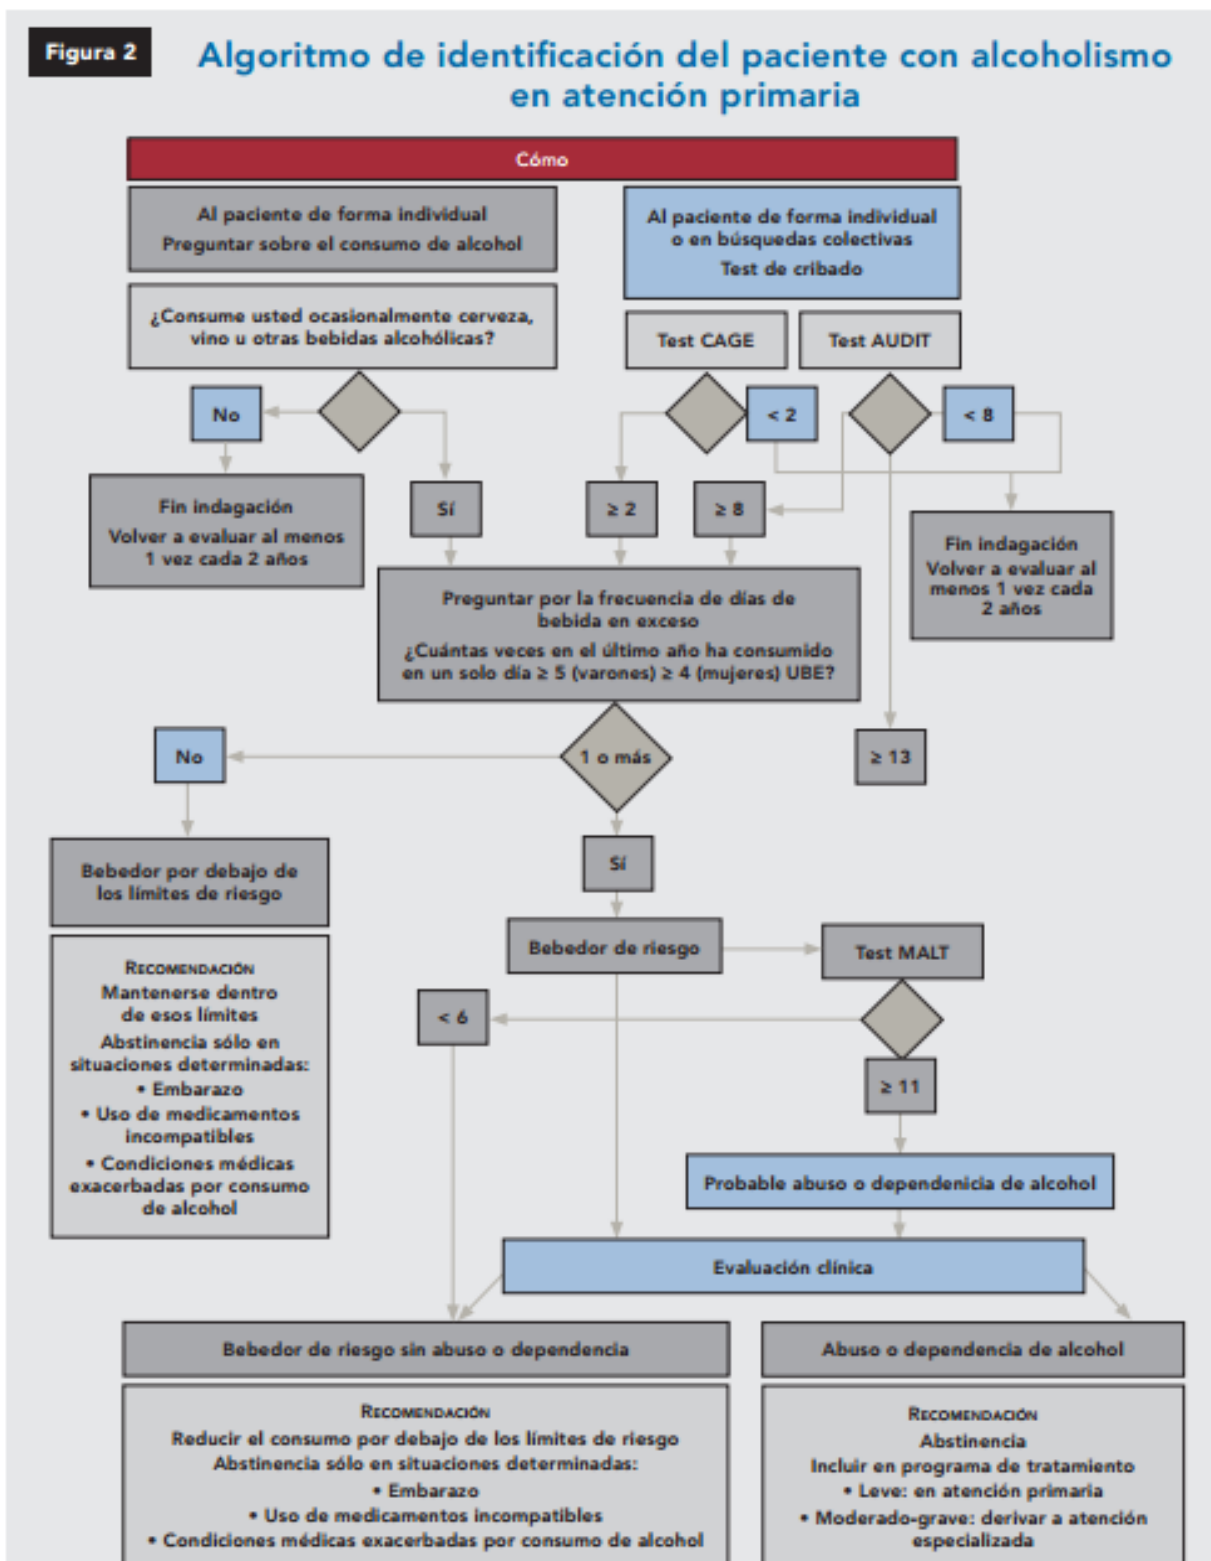 Figura 2
Algoritmo de identificación del paciente con alcoholismo
en atención primaria
Cómo
Al paciente de forma individual
Preguntar sobre el consumo de alcohol
Al paciente de forma individual
o en búsquedas colectivas
Test de cribado
¿Consume usted ocasionalmente cerveza,
vino u otras bebidas alcohólicas?
Test CAGE
Test AUDIT
No
< 2
< 8
Fin indagación
Volver a evaluar al menos
1 vez cada 2 años
Sí
≥ 2
≥ 8
Fin indagación
Volver a evaluar al
menos 1 vez cada
2 años
Preguntar por la frecuencia de días de
bebida en exceso
¿Cuántas veces en el último año ha consumido
en un solo día ≥ 5 (varones) ≥ 4 (mujeres) UBE?
No
1 o más
≥ 13
Sí
Bebedor por debajo de
los límites de riesgo
Bebedor de riesgo
Test MALT
RECOMENDACIÓN
Mantenerse dentro
de esos límites
Abstinencia sólo en
situaciones determinadas:
• Embarazo
• Uso de medicamentos
incompatibles
• Condiciones médicas
exacerbadas por consumo
de alcohol
< 6
≥ 11
Probable abuso o dependenicia de alcohol
Evaluación clínica
Bebedor de riesgo sin abuso o dependencia
RECOMENDACIÓN
Reducir el consumo por debajo de los límites de riesgo
Abstinencia sólo en situaciones determinadas:
• Embarazo
• Uso de medicamentos incompatibles
• Condiciones médicas exacerbadas por consumo de alcohol
Abuso o dependencia de alcohol
RECOMENDACIÓN
Abstinencia
Incluir en programa de tratamiento
• Leve: en atención primaria
• Moderado-grave: derivar a atención
especializada